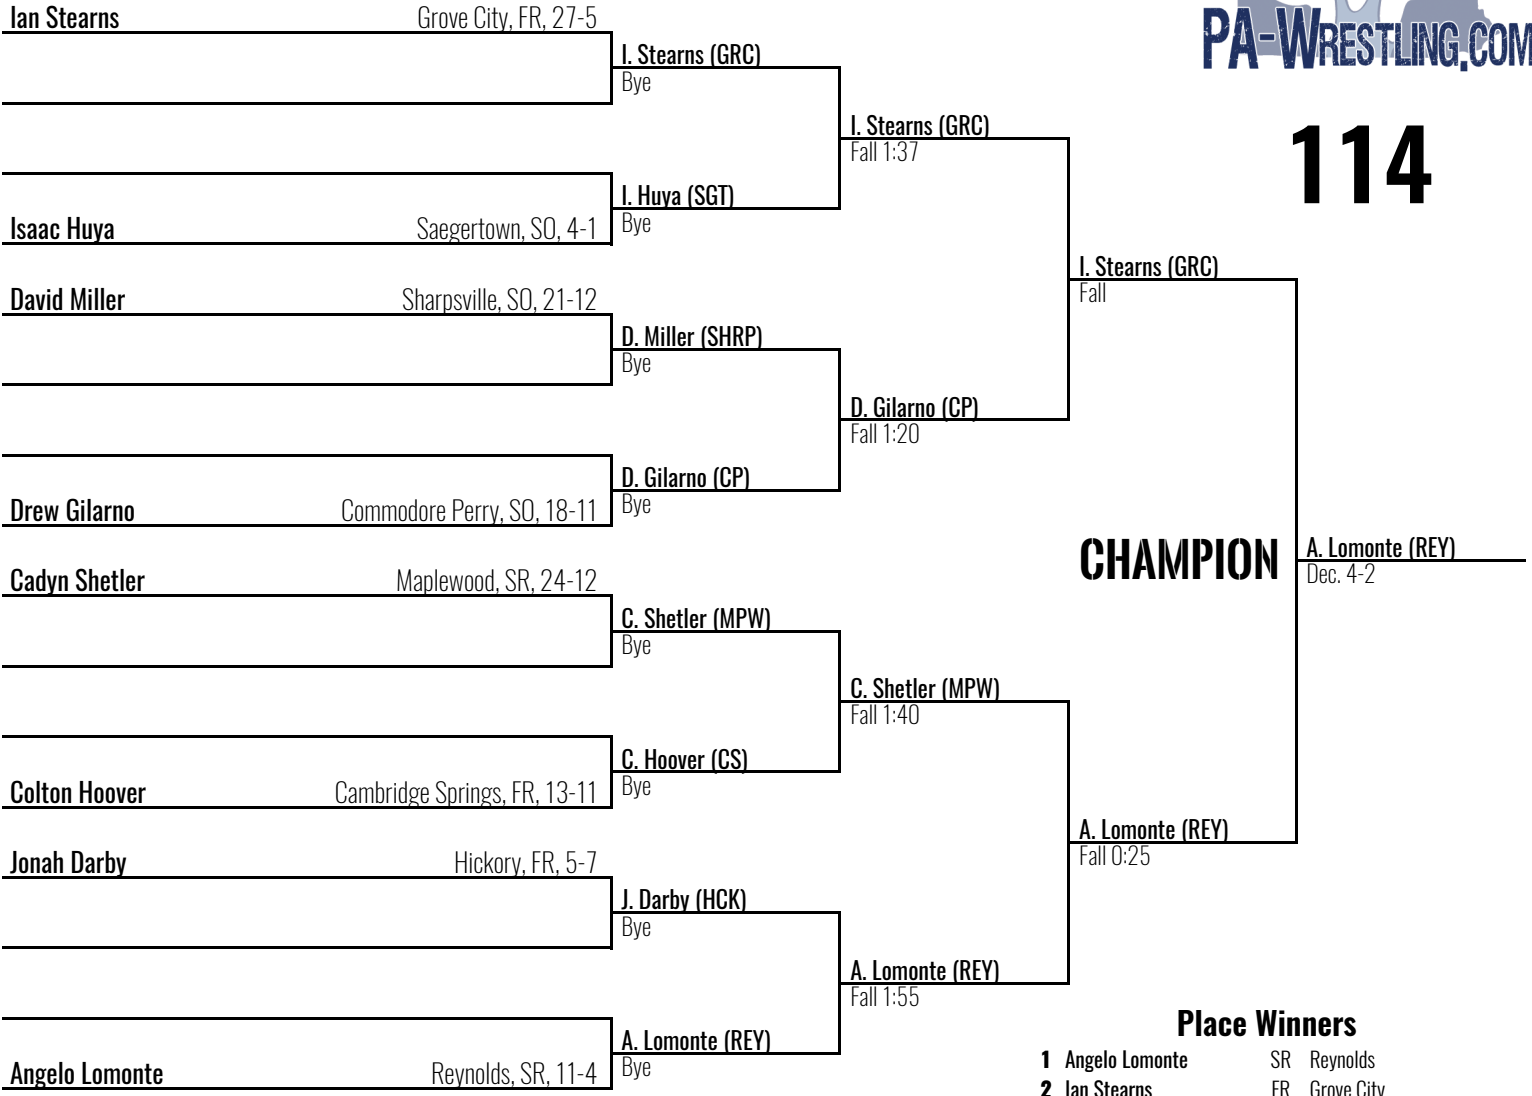 Ian Stearns Grove City, FR, 27-5
PA-WRESTLING.COM
I. Stearns (GRC)
Bye
I. Stearns (GRC)
Fall 1:37
114
I. Huya (SGT)
Isaac Huya Saegertown, SO, 4-1
Bye
I. Stearns (GRC)
Fall
David Miller Sharpsville, SO, 21-12
D. Miller (SHRP)
Bye
D. Gilarno (CP)
Fall 1:20
D. Gilarno (CP)
Bye
Drew Gilarno Commodore Perry, SO, 18-11
CHAMPION
A. Lomonte (REY)
Dec. 4-2
Cadyn Shetler Maplewood, SR, 24-12
C. Shetler (MPW)
Bye
C. Shetler (MPW)
Fall 1:40
C. Hoover (CS)
Bye
Colton Hoover Cambridge Springs, FR, 13-11
A. Lomonte (REY)
Fall 0:25
Jonah Darby Hickory, FR, 5-7
J. Darby (HCK)
Bye
A. Lomonte (REY)
Fall 1:55
A. Lomonte (REY)
Bye
Angelo Lomonte Reynolds, SR, 11-4
Place Winners
1 Angelo Lomonte SR Reynolds
2 Ian Stearns FR Grove City